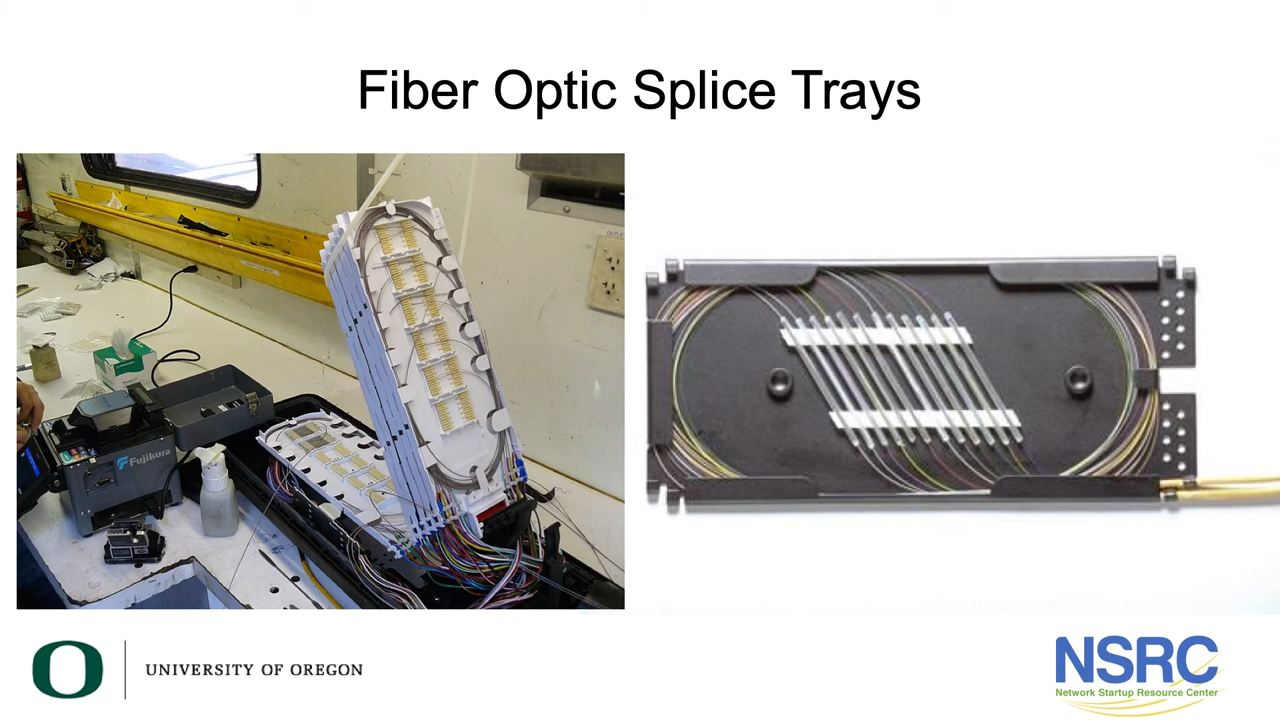 Fiber Optic Splice Trays
Fujikura
UNIVERSITY OF OREGON
NSRC
Network Startup Resource Center